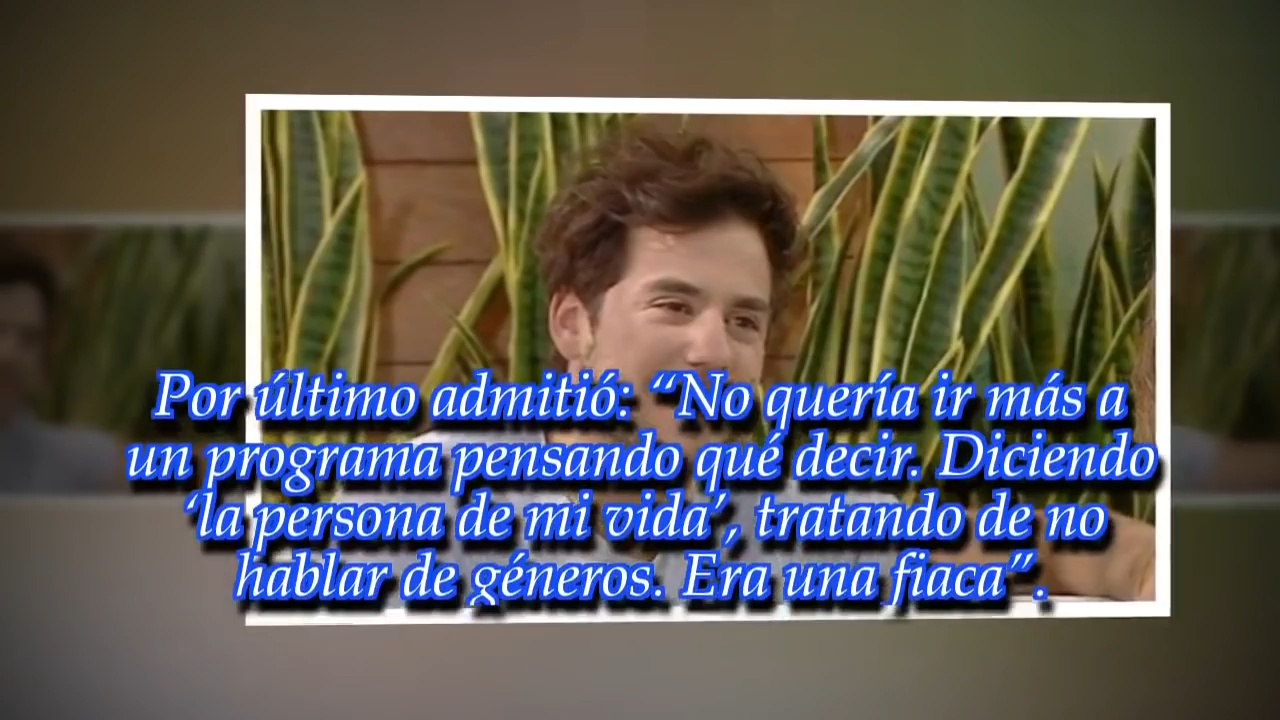 Por último admitió: “No quería ir más a
un programa pensando qué decir. Diciendo
‘la persona de mi vida’, tratando de no
hablar de géneros. Era una fiaca”.